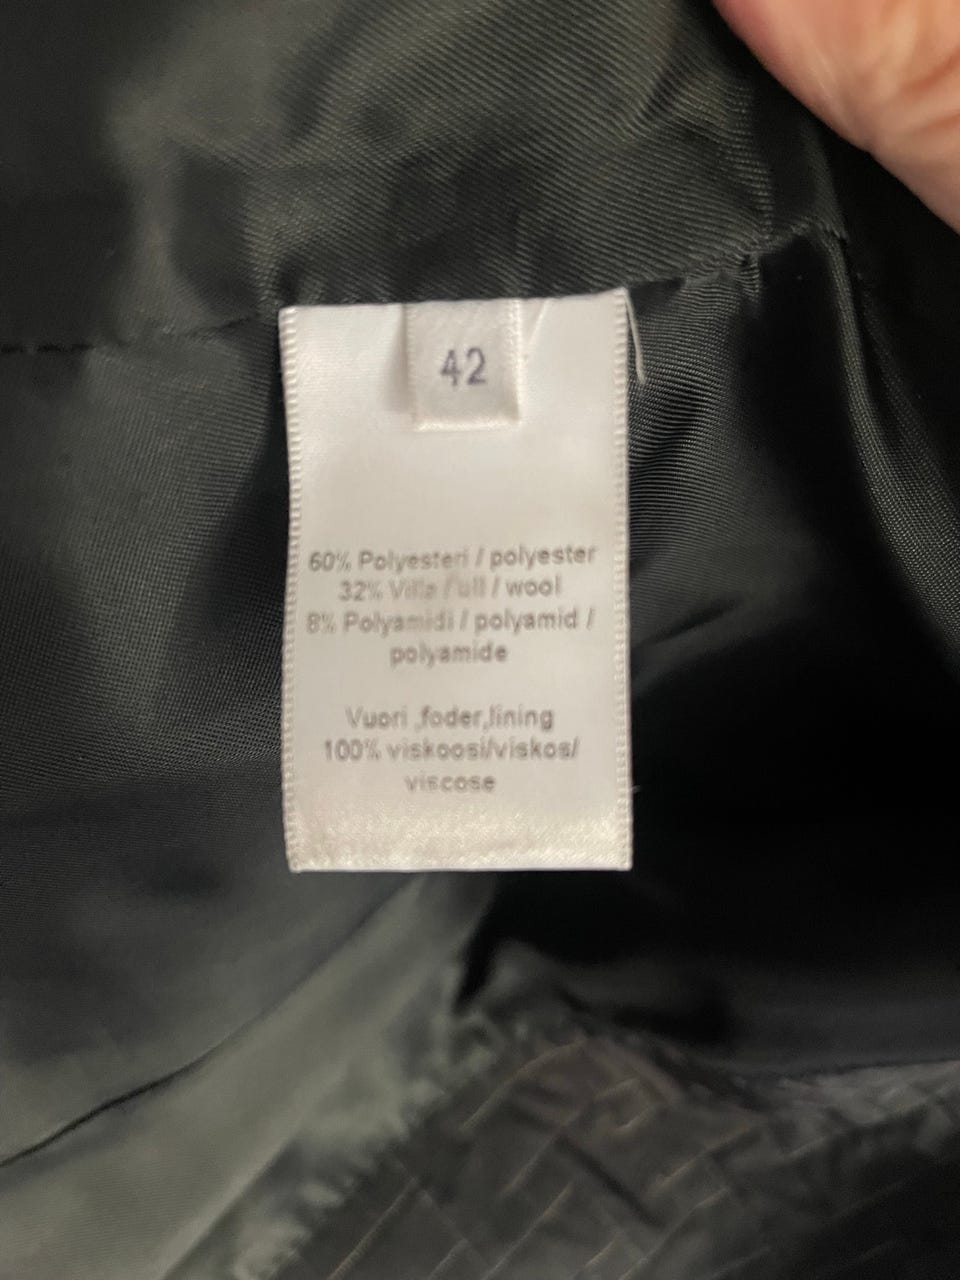 42
60% Polyesteri / polyester
32% Villa / ull / wool
8% Polyamidi / polyamid /
polyamide
Vuori ,foder,lining
100% viskoosi/viskos/
viscose